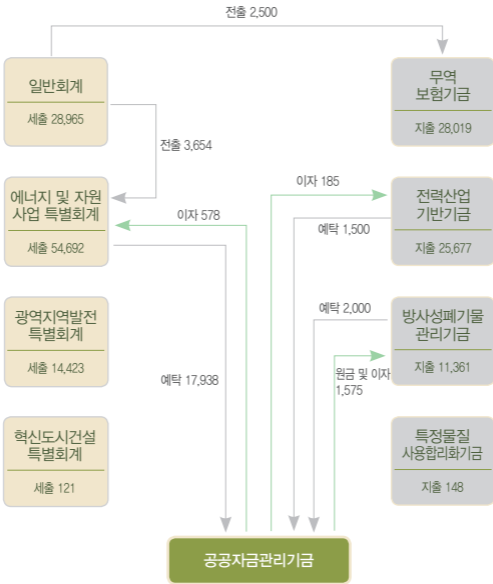 전출 2,500
일반회계
세출 28,965
무역
보험기금
지출 28,019
전출 3,654
에너지 및 자원
사업 특별회계
세출 54,692
이자 578
이자 185
예탁 1,500
전력산업
기반기금
지출 25,677
광역지역발전
특별회계
세출 14,423
예탁 17,938
예탁 2,000
원금 및 이자
1,575
방사성폐기물
관리기금
지출 11,361
혁신도시건설
특별회계
세출 121
특정물질
사용합리화기금
지출 148
공공자금관리기금